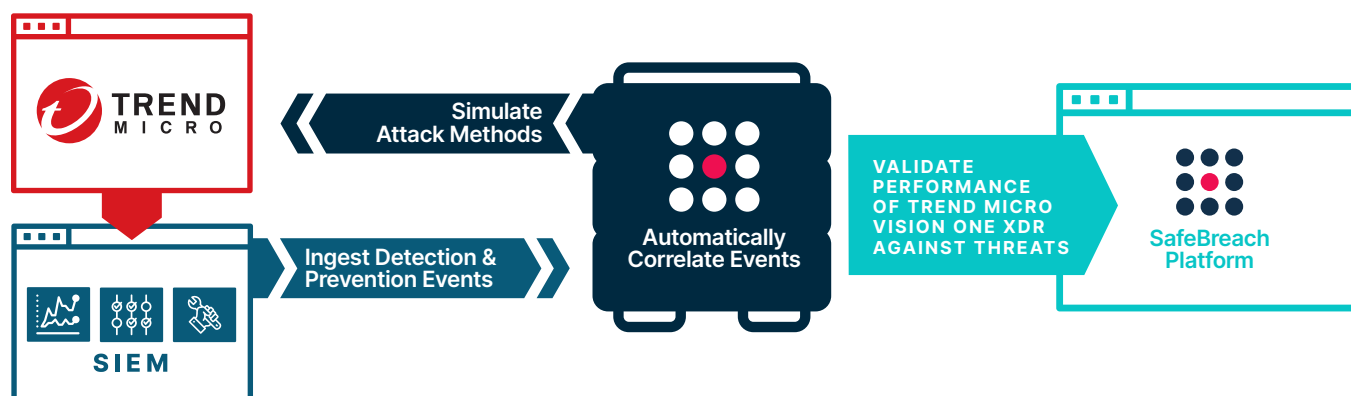 TREND
MICRO
Simulate
Attack Methods
Ingest Detection &
Prevention Events
SIEM
Automatically
Correlate Events
VALIDATE
PERFORMANCE
OF TREND MICRO
VISION ONE XDR
AGAINST THREATS
SafeBreach
Platform